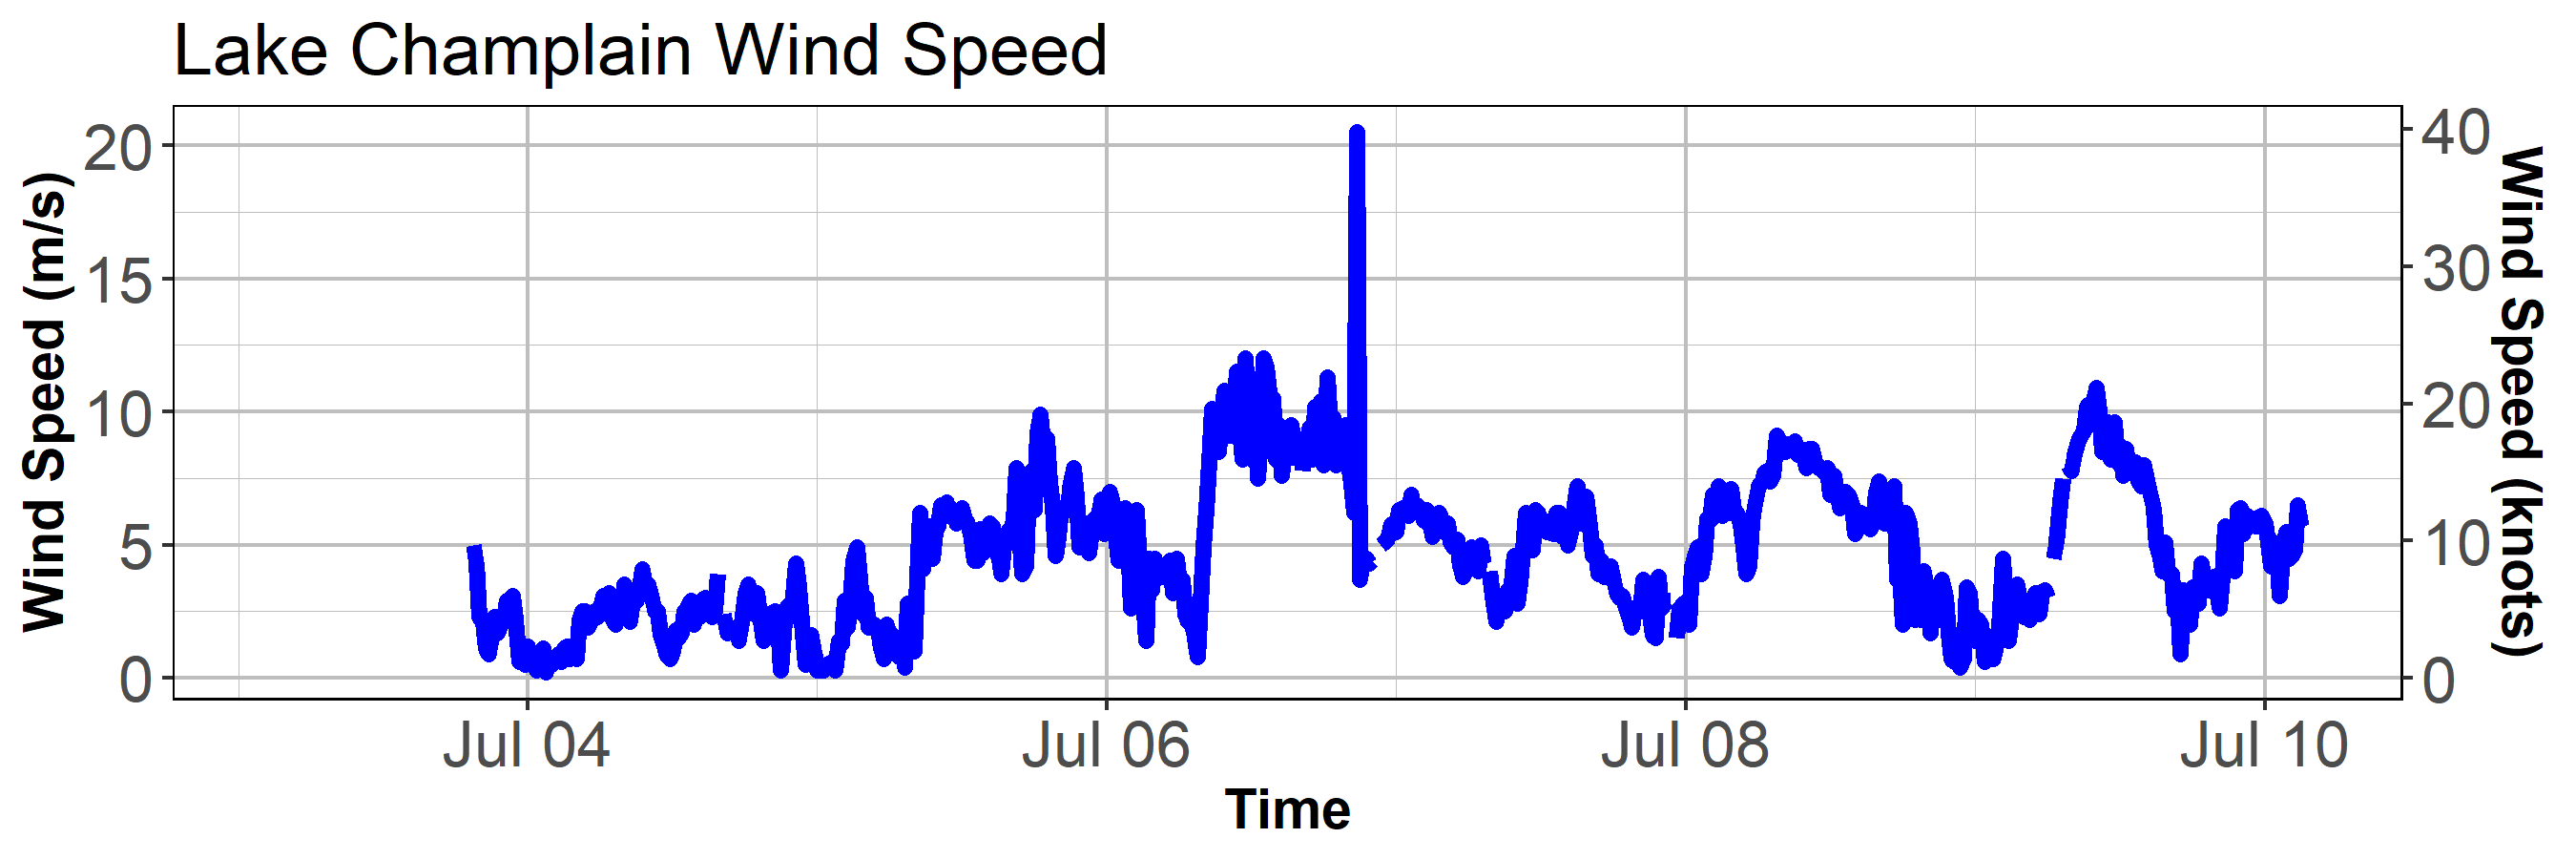 Lake Champlain Wind Speed
Wind Speed (m/s)
20
15
10
5
0
40
30
20
10
0
Wind Speed (knots)
Jul 04
Jul 06
Jul 08
Jul 10
Time